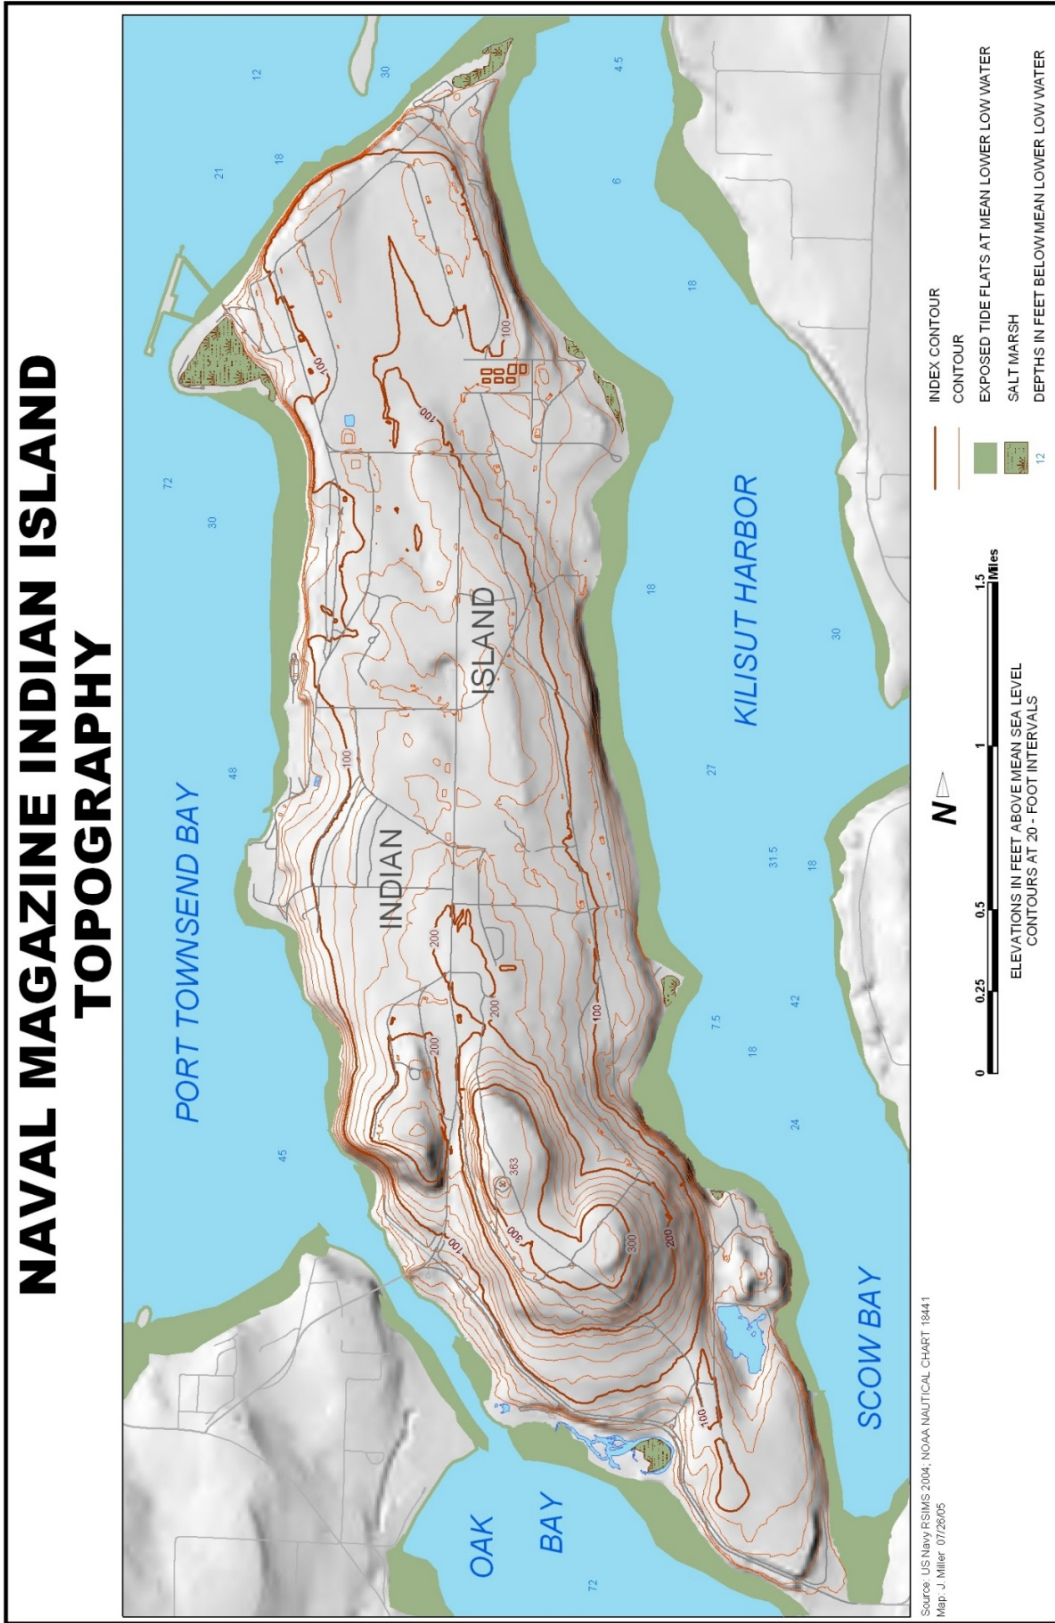 NAVAL MAGAZINE INDIAN ISLAND
TOPOGRAPHY
PORT TOWNSEND BAY
OAK
BAY
INDIAN
ISLAND
KILISUT HARBOR
SCOW BAY
45
48
30
72
21
18
12
30
72
4.5
6
18
18
30
27
31.5
18
42
7.5
18
24
100
100
100
100
100
100
100
200
200
200
200
300
300
363
N
0
0.25
0.5
1
1.5
Miles
ELEVATIONS IN FEET ABOVE MEAN SEA LEVEL
CONTOURS AT 20 - FOOT INTERVALS
INDEX CONTOUR
CONTOUR
EXPOSED TIDE FLATS AT MEAN LOWER LOW WATER
SALT MARSH
12 DEPTHS IN FEET BELOW MEAN LOWER LOW WATER
Source: US Navy RSIMS 2004; NOAA NAUTICAL CHART 18441
Map: J. Miller 07/26/05